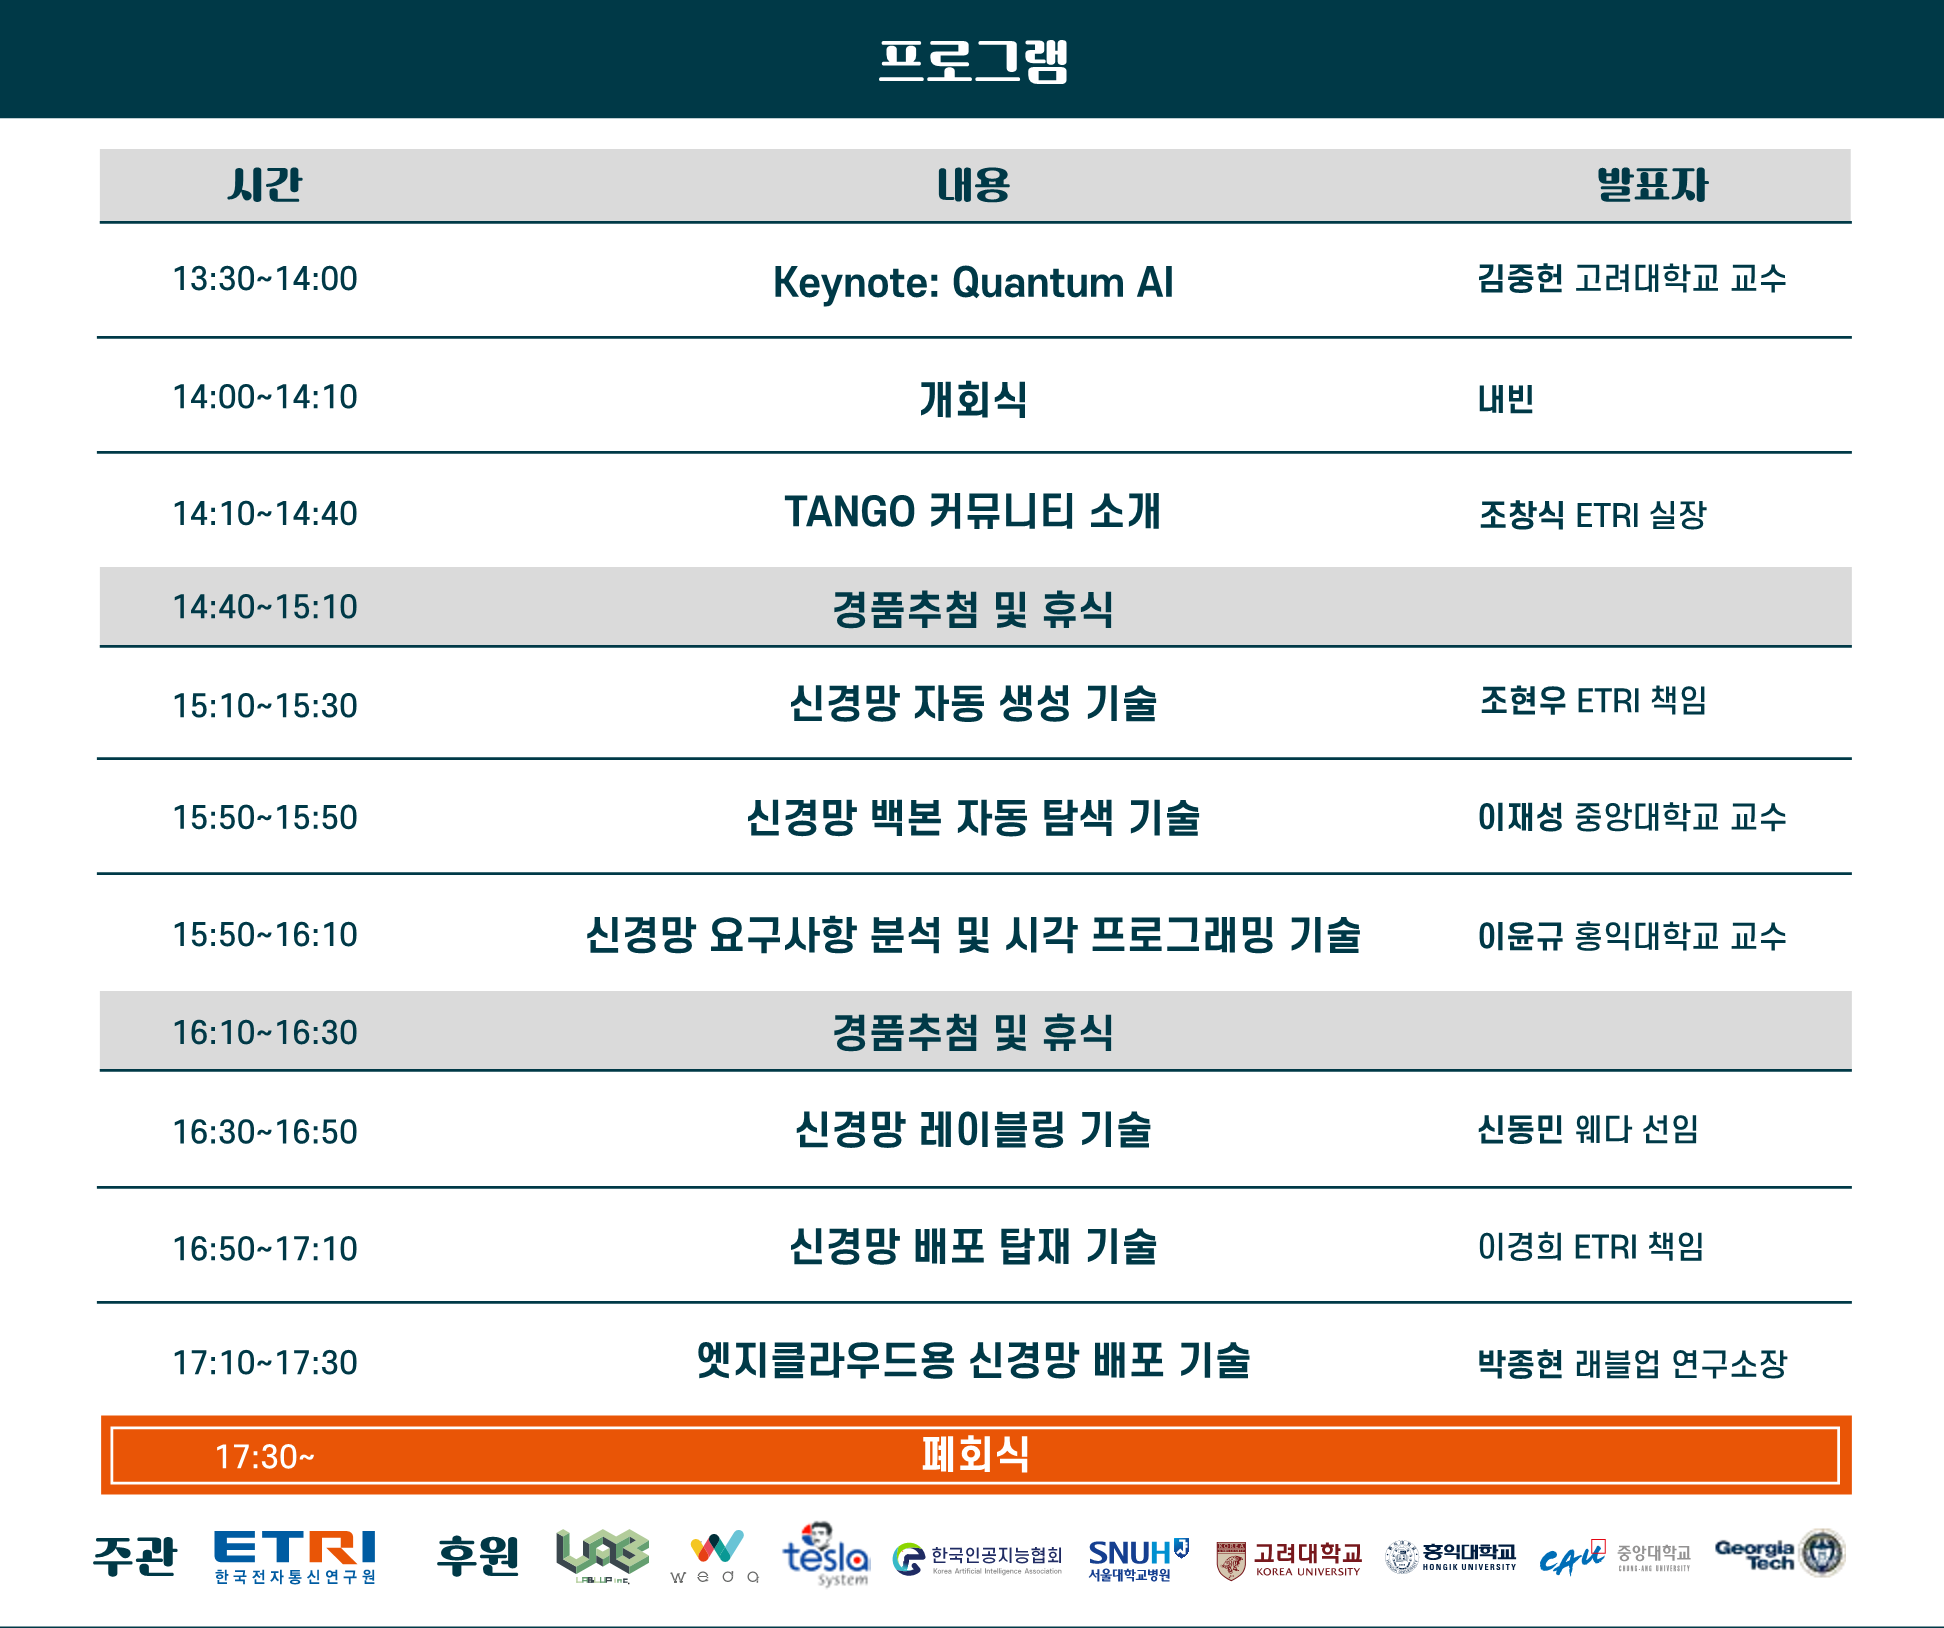 프로그램
시간 내용 발표자
13:30~14:00 Keynote: Quantum AI 김중헌 고려대학교 교수
14:00~14:10 개회식 내빈
14:10~14:40 TANGO 커뮤니티 소개 조창식 ETRI 실장
14:40~15:10 경품추첨 및 휴식
15:10~15:30 신경망 자동 생성 기술 조현우 ETRI 책임
15:50~15:50 신경망 백본 자동 탐색 기술 이재성 중앙대학교 교수
15:50~16:10 신경망 요구사항 분석 및 시각 프로그래밍 기술 이윤규 홍익대학교 교수
16:10~16:30 경품추첨 및 휴식
16:30~16:50 신경망 레이블링 기술 신동민 웨다 선임
16:50~17:10 신경망 배포 탑재 기술 이경희 ETRI 책임
17:10~17:30 엣지클라우드용 신경망 배포 기술 박종현 래블업 연구소장
17:30~ 폐회식
주관 ETRI 한국전자통신연구원 후원 LAB LABLUP Inc. weda tesla System 한국인공지능협회 Korea Artificial Intelligence Association SNUH 서울대학교병원 고려대학교 KOREA UNIVERSITY 홍익대학교 HONGIK UNIVERSITY CAU 중앙대학교 CHUNG-ANG UNIVERSITY Georgia Tech